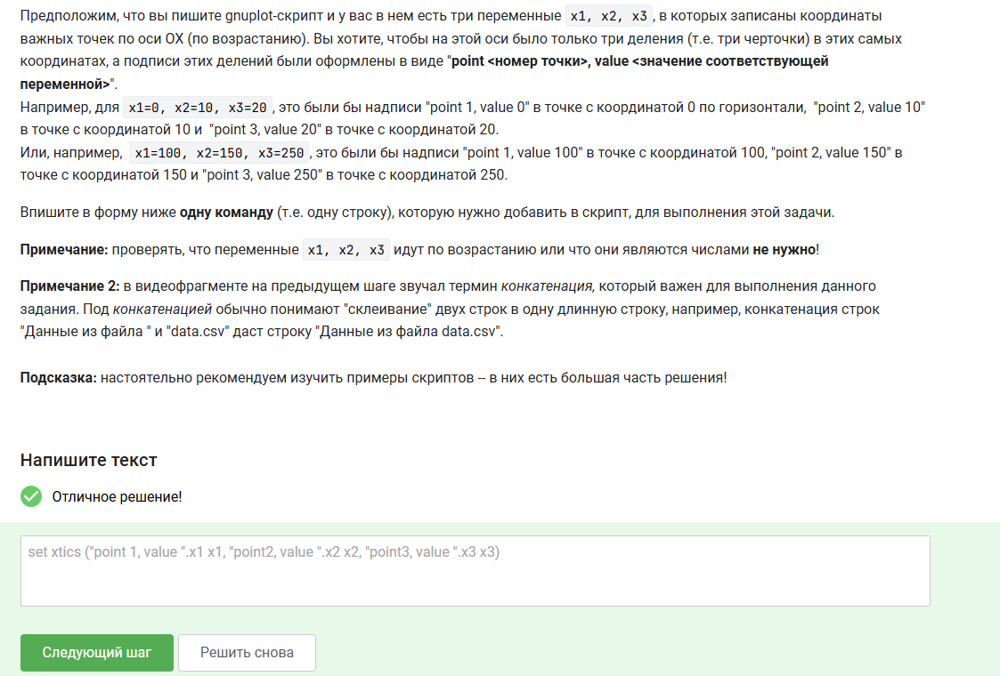 Предположим, что вы пишите gnuplot-скрипт и у вас в нем есть три переменные x1, x2, x3, в которых записаны координаты
важных точек по оси OX (по возрастанию). Вы хотите, чтобы на этой оси было только три деления (т.е. три черточки) в этих самых
координатах, а подписи этих делений были оформлены в виде "point <номер точки>, value <значение соответствующей
переменной>".
Например, для x1=0, x2=10, x3=20, это были бы надписи "point 1, value 0" в точке с координатой 0 по горизонтали, "point 2, value 10"
в точке с координатой 10 и "point 3, value 20" в точке с координатой 20.
Или, например, x1=100, x2=150, x3=250, это были бы надписи "point 1, value 100" в точке с координатой 100, "point 2, value 150" в
точке с координатой 150 и "point 3, value 250" в точке с координатой 250.
Впишите в форму ниже одну команду (т.е. одну строку), которую нужно добавить в скрипт, для выполнения этой задачи.
Примечание: проверять, что переменные x1, x2, x3 идут по возрастанию или что они являются числами не нужно!
Примечание 2: в видеофрагменте на предыдущем шаге звучал термин конкатенация, который важен для выполнения данного
задания. Под конкатенацией обычно понимают "склеивание" двух строк в одну длинную строку, например, конкатенация строк
"Данные из файла " и "data.csv" даст строку "Данные из файла data.csv".
Подсказка: настоятельно рекомендуем изучить примеры скриптов -- в них есть большая часть решения!
Напишите текст
Отличное решение!
set xtics ("point 1, value ".x1 x1, "point2, value ".x2 x2, "point3, value ".x3 x3)
Следующий шаг Решить снова